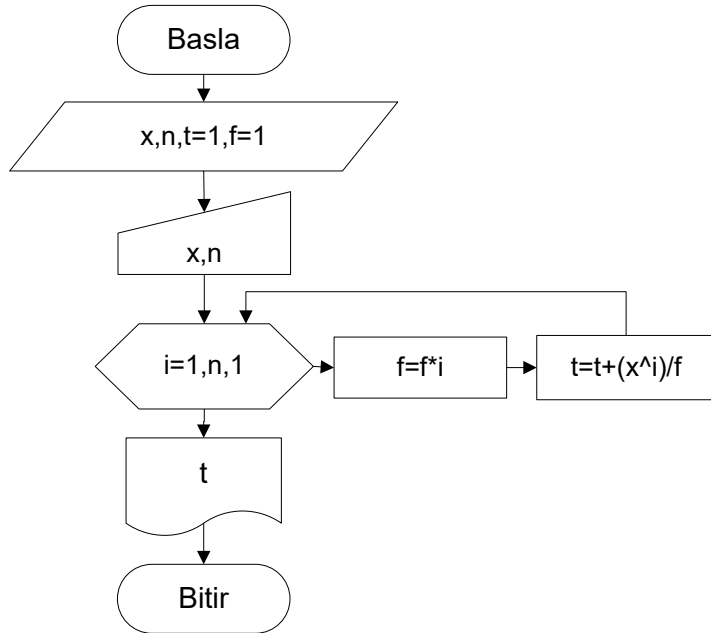 Basla
x,n,t=1,f=1
x,n
i=1,n,1
f=f*i
t=t+(x^i)/f
t
Bitir